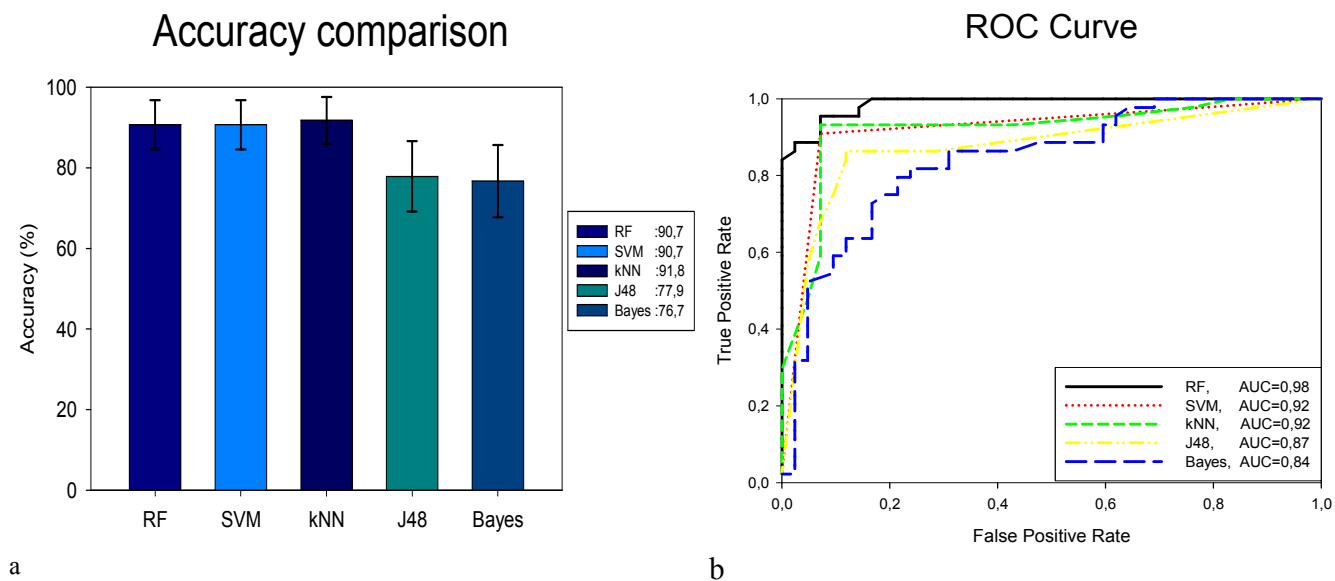 Accuracy comparison
Accuracy (%)
100
80
60
40
20
0
RF
SVM
kNN
J48
Bayes
RF :90,7
SVM :90,7
kNN :91,8
J48 :77,9
Bayes :76,7
a
ROC Curve
True Positive Rate
1,0
0,8
0,6
0,4
0,2
0,0
0,0
0,2
0,4
0,6
0,8
1,0
False Positive Rate
RF, AUC=0,98
SVM, AUC=0,92
kNN, AUC=0,92
J48, AUC=0,87
Bayes, AUC=0,84
b